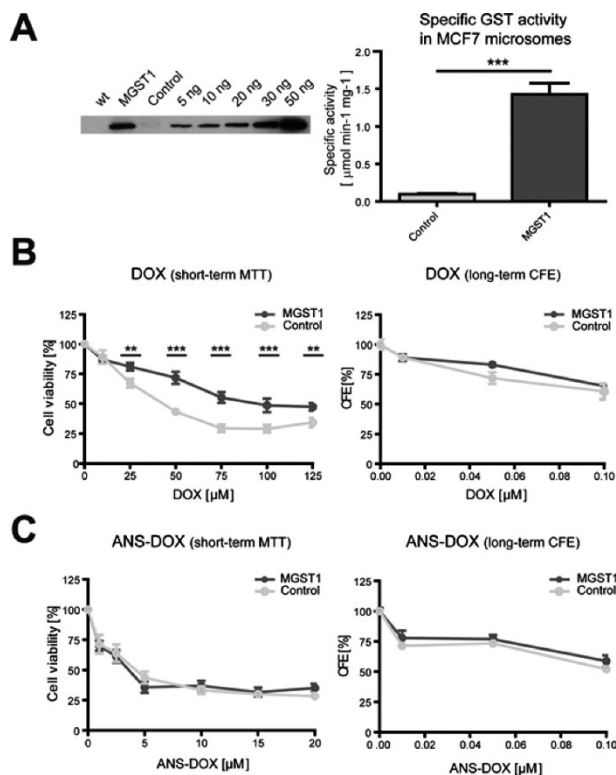 A
wt
MGST1
Control
5 ng
10 ng
20 ng
30 ng
50 ng
Specific GST activity
in MCF7 microsomes
***
Specific activity
[ µmol min-1 mg-1 ]
2.0
1.5
1.0
0.5
0.0
Control
MGST1
B
DOX (short-term MTT)
MGST1
Control
** *** *** *** **
Cell viability [%]
125
100
75
50
25
0
0 25 50 75 100 125
DOX [µM]
DOX (long-term CFE)
MGST1
Control
CFE[%]
125
100
75
50
25
0
0.00 0.02 0.04 0.06 0.08 0.10
DOX [µM]
C
ANS-DOX (short-term MTT)
MGST1
Control
Cell viability [%]
125
100
75
50
25
0
0 5 10 15 20
ANS-DOX [µM]
ANS-DOX (long-term CFE)
MGST1
Control
CFE [%]
125
100
75
50
25
0
0.00 0.02 0.04 0.06 0.08 0.10
ANS-DOX [µM]